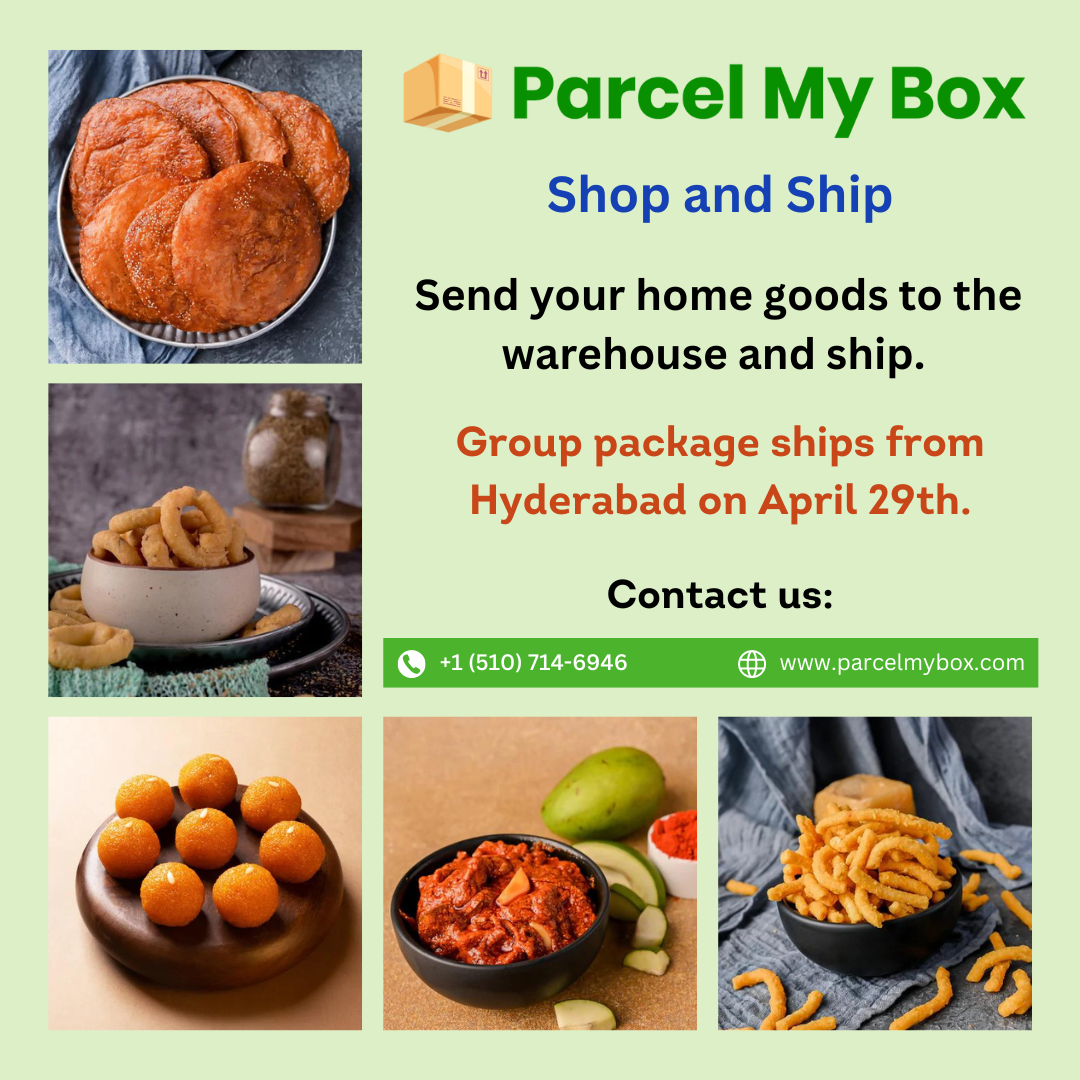 Parcel My Box
Shop and Ship
Send your home goods to the
warehouse and ship.
Group package ships from
Hyderabad on April 29th.
Contact us:
+1 (510) 714-6946
www.parcelmybox.com